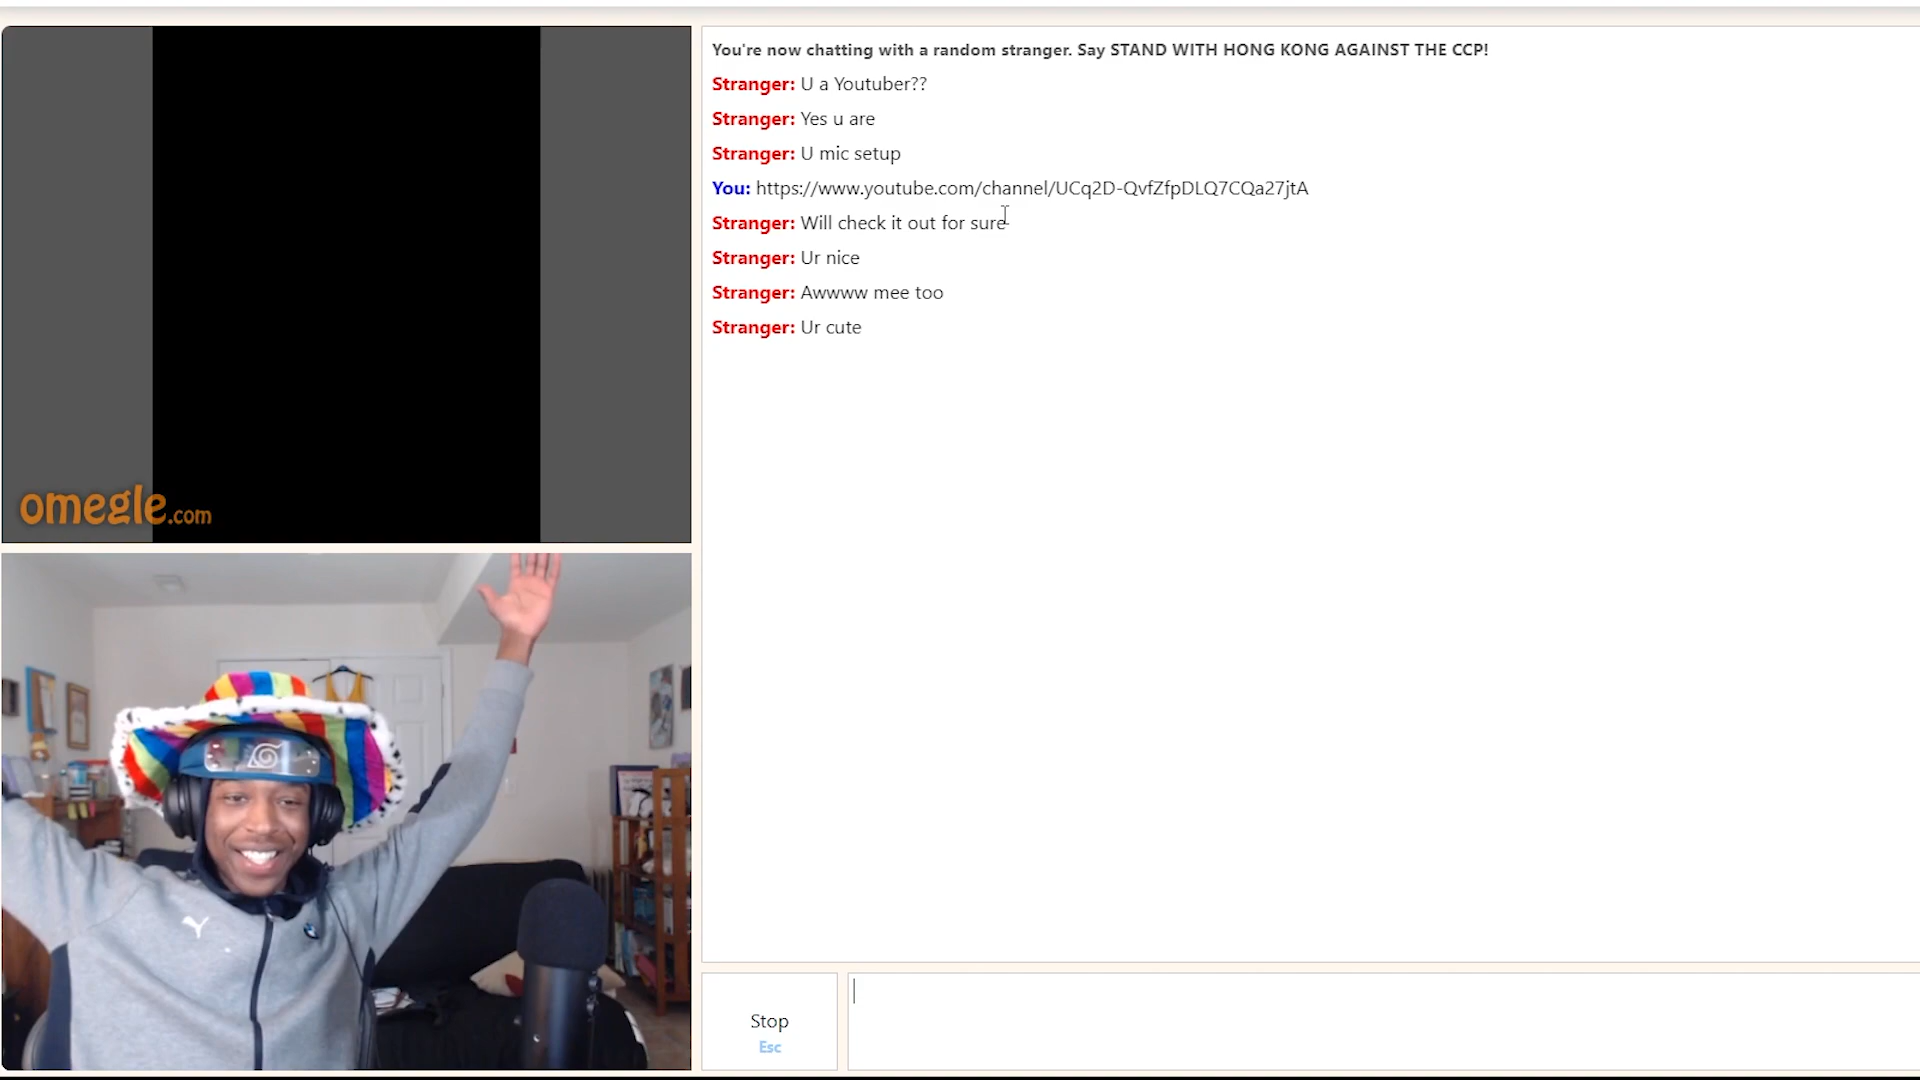 You're now chatting with a random stranger. Say STAND WITH HONG KONG AGAINST THE CCP!
Stranger: U a Youtuber??
Stranger: Yes u are
Stranger: U mic setup
You: https://www.youtube.com/channel/UCq2D-QvfZfpDLQ7CQa27jtA
Stranger: Will check it out for sure
Stranger: Ur nice
Stranger: Awwww mee too
Stranger: Ur cute
omegle.com
Stop
Esc